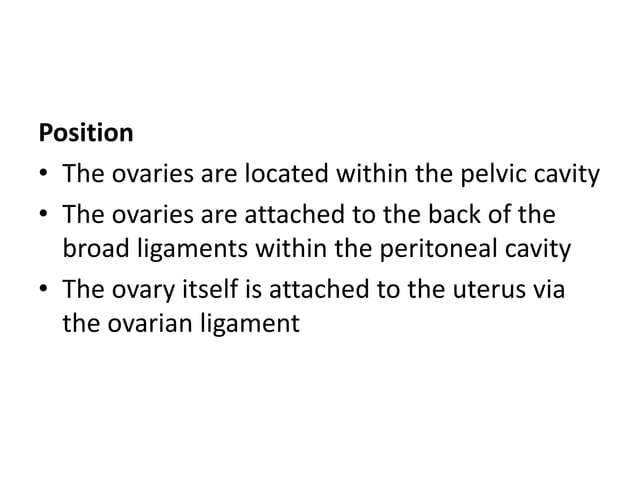 Position
• The ovaries are located within the pelvic cavity
• The ovaries are attached to the back of the
broad ligaments within the peritoneal cavity
• The ovary itself is attached to the uterus via
the ovarian ligament